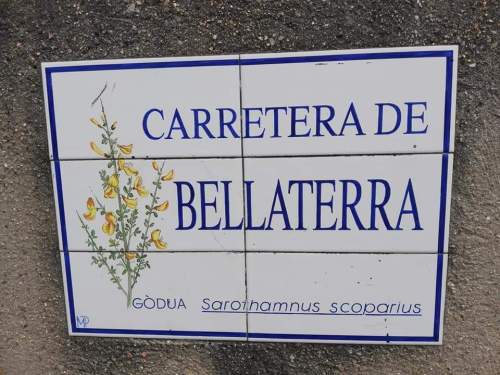 CARRETERA DE
BELLATERRA
GÒDUA Sarothamnus scoparius